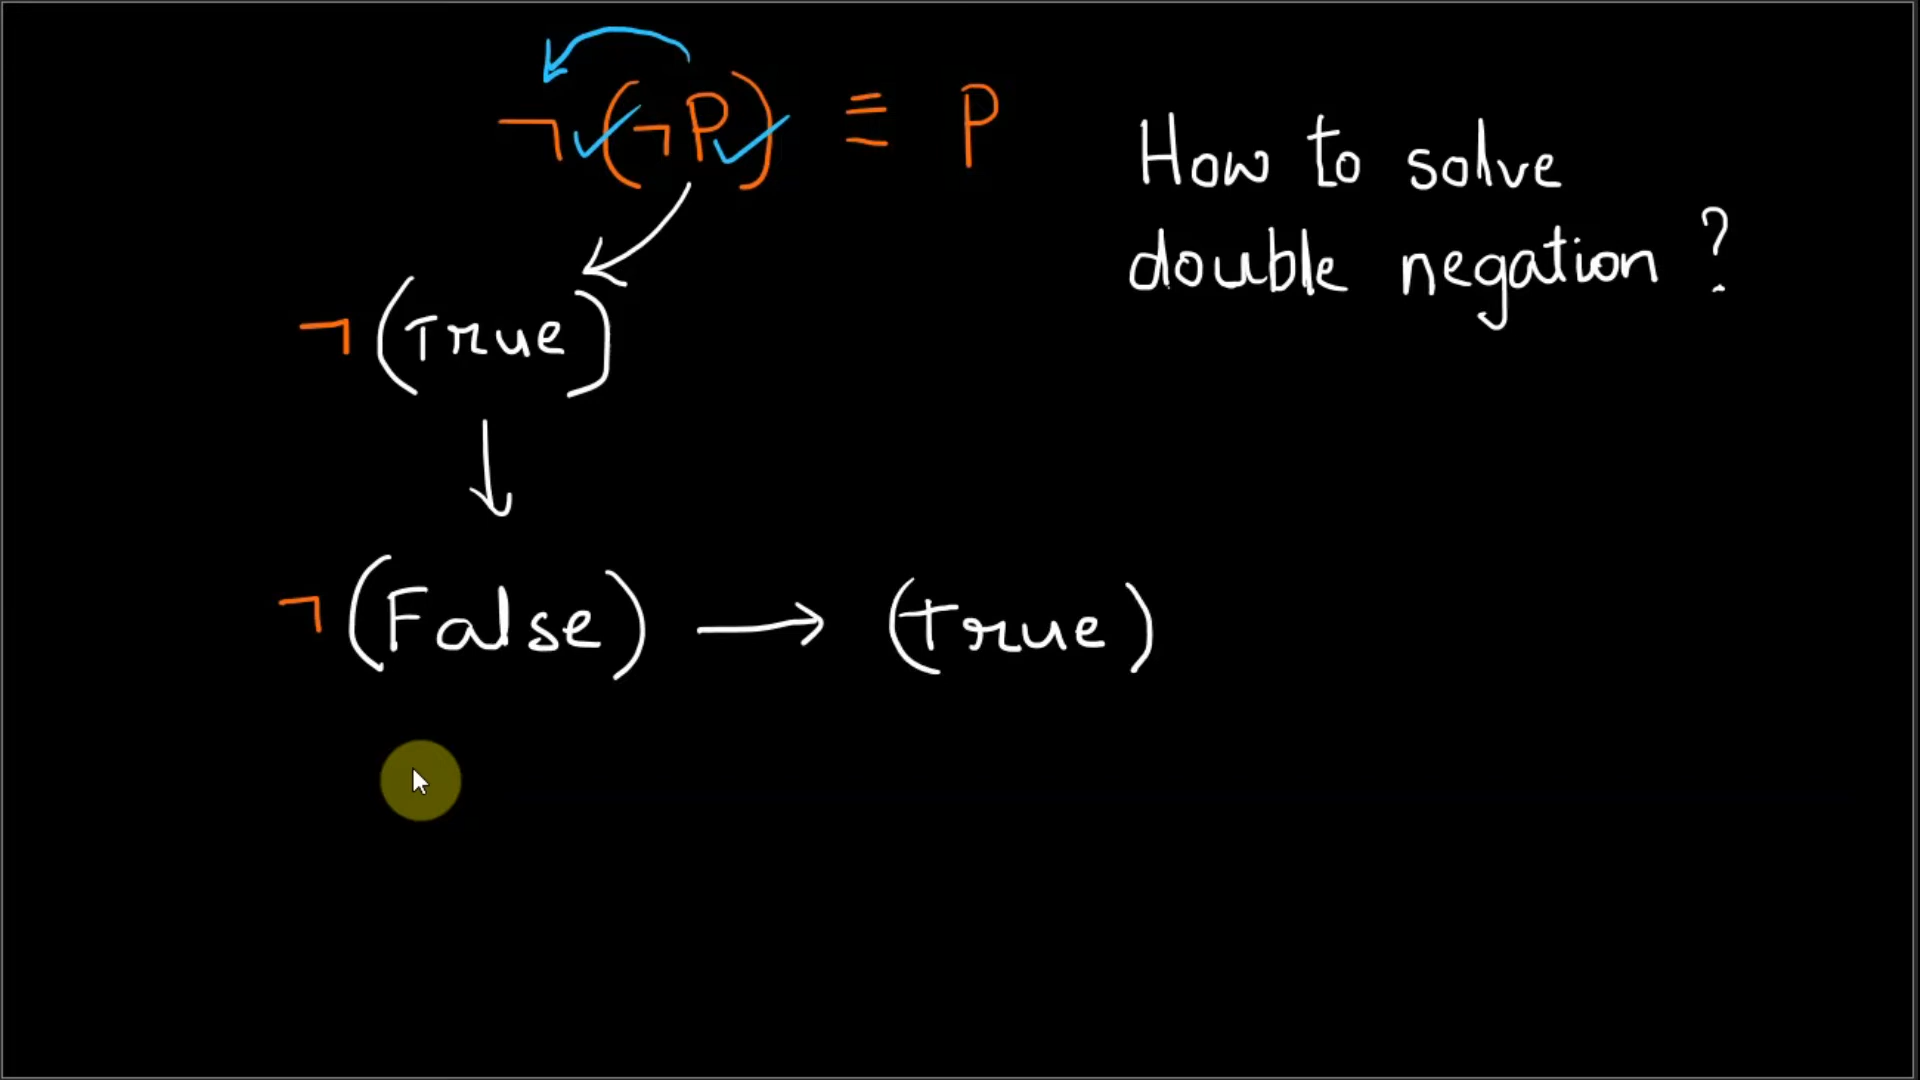 ¬(¬P) ≡ P
How to solve
double negation ?
¬(True)
¬(False) → (True)